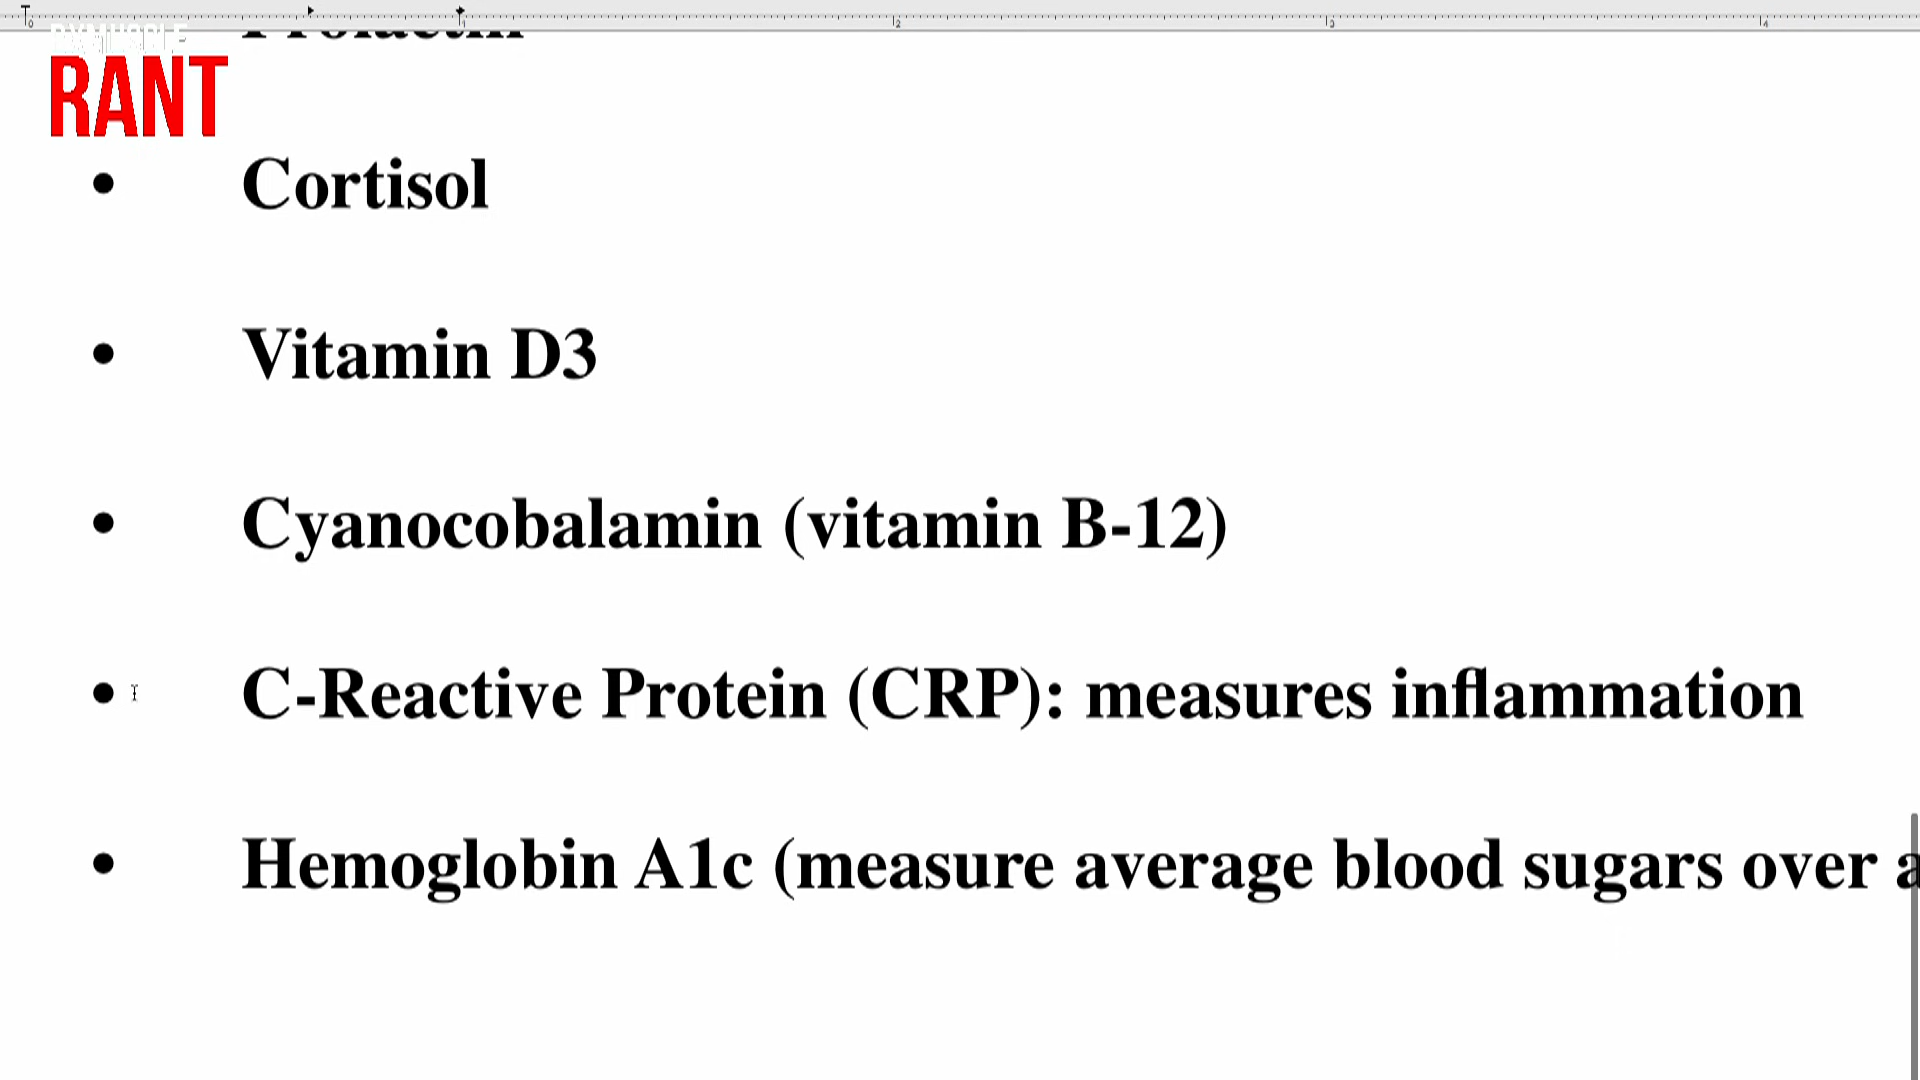 Prolactin
RANT
• Cortisol
• Vitamin D3
• Cyanocobalamin (vitamin B-12)
• C-Reactive Protein (CRP): measures inflammation
• Hemoglobin A1c (measure average blood sugars over a